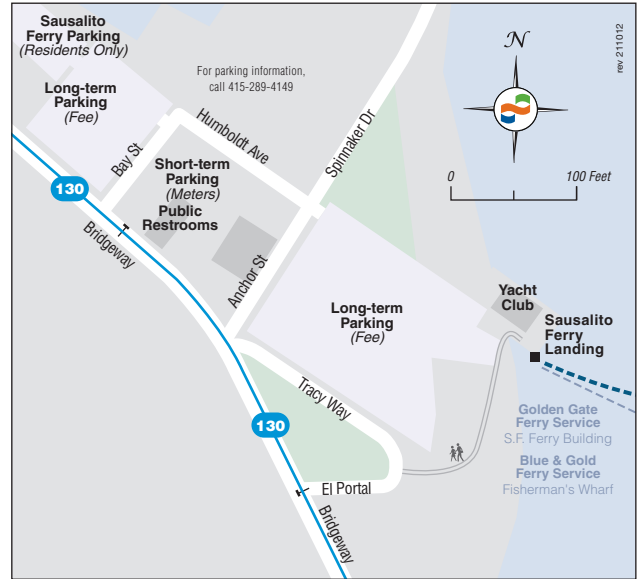 Sausalito
Ferry Parking
(Residents Only)
Long-term
Parking
(Fee)
For parking information,
call 415-289-4149
N
rev 211012
0 100 Feet
Humboldt Ave
Spinnaker Dr
Bay St
Short-term
Parking
(Meters)
Public
Restrooms
130
Bridgeway
Anchor St
Long-term
Parking
(Fee)
Yacht
Club
Sausalito
Ferry
Landing
Tracy Way
Golden Gate
Ferry Service
S.F. Ferry Building
Blue & Gold
Ferry Service
Fisherman's Wharf
130
El Portal
Bridgeway